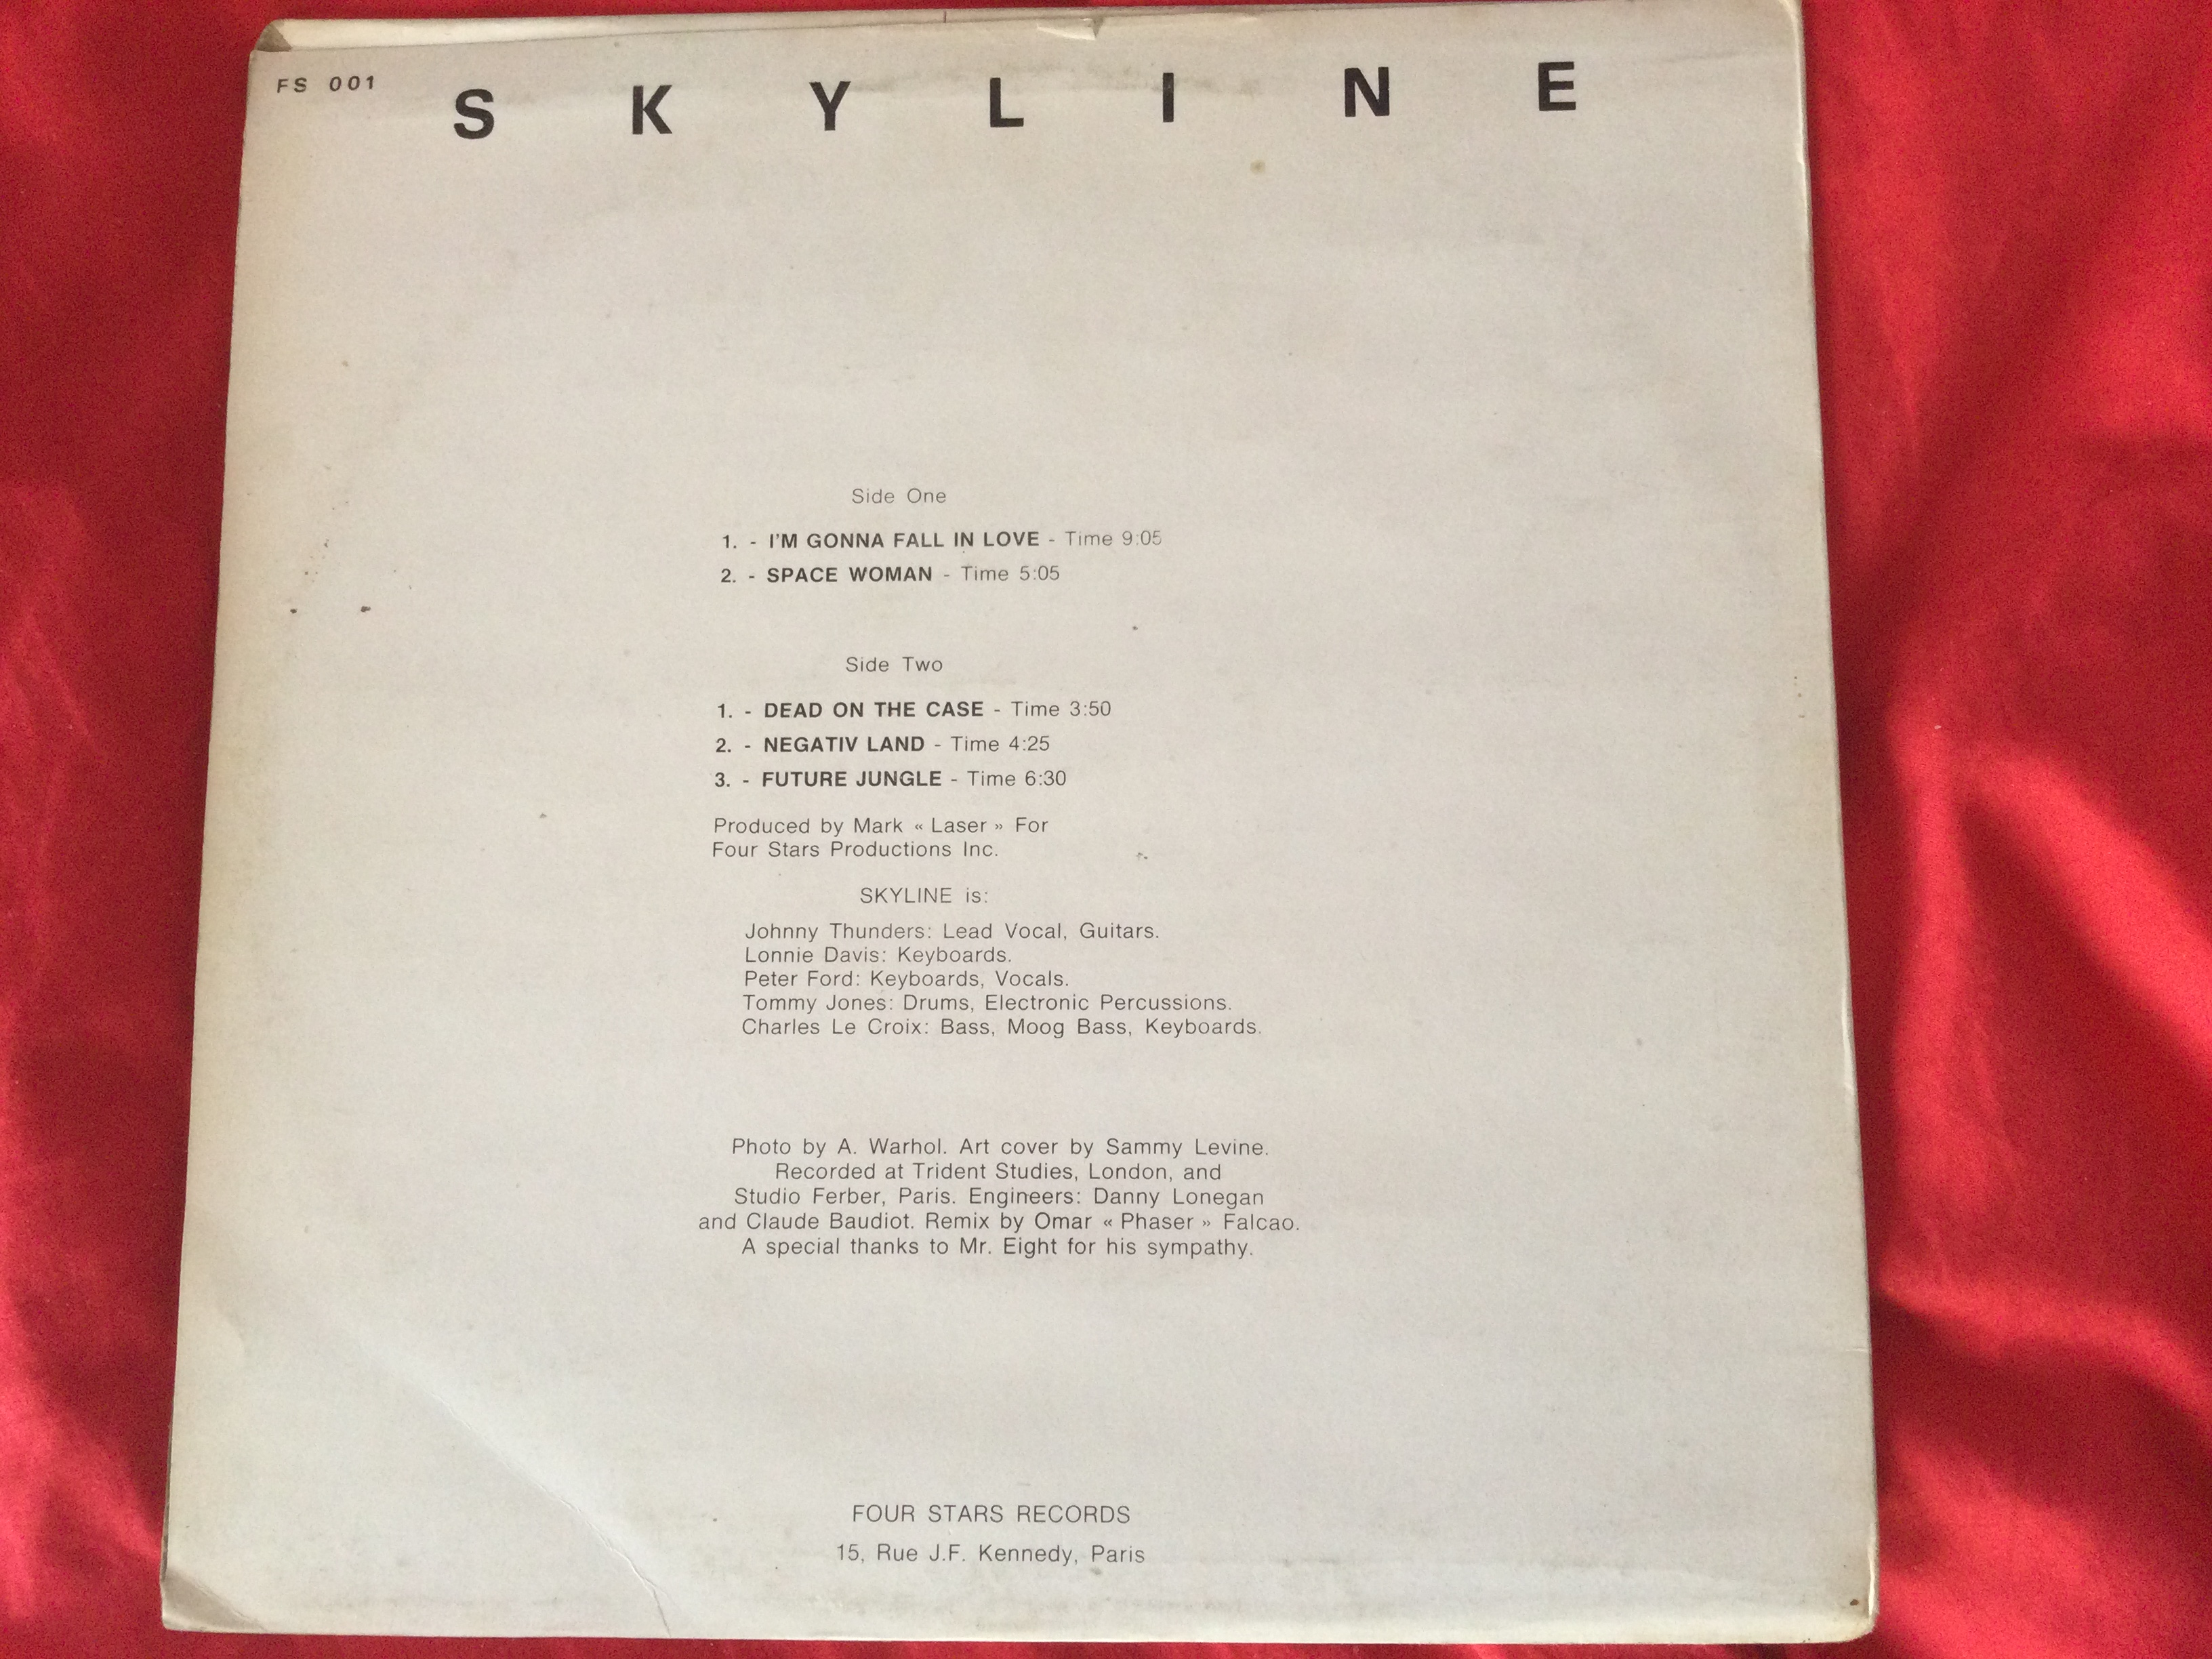 FS 001
SKYLINE
Side One
1. - I'M GONNA FALL IN LOVE - Time 9:05
2. - SPACE WOMAN - Time 5:05
Side Two
1. - DEAD ON THE CASE - Time 3:50
2. - NEGATIV LAND - Time 4:25
3. - FUTURE JUNGLE - Time 6:30
Produced by Mark « Laser » For
Four Stars Productions Inc.
SKYLINE is:
Johnny Thunders: Lead Vocal, Guitars.
Lonnie Davis: Keyboards.
Peter Ford: Keyboards, Vocals.
Tommy Jones: Drums, Electronic Percussions.
Charles Le Croix: Bass, Moog Bass, Keyboards.
Photo by A. Warhol. Art cover by Sammy Levine.
Recorded at Trident Studies, London, and
Studio Ferber, Paris. Engineers: Danny Lonegan
and Claude Baudiot. Remix by Omar « Phaser » Falcao.
A special thanks to Mr. Eight for his sympathy.
FOUR STARS RECORDS
15, Rue J.F. Kennedy, Paris